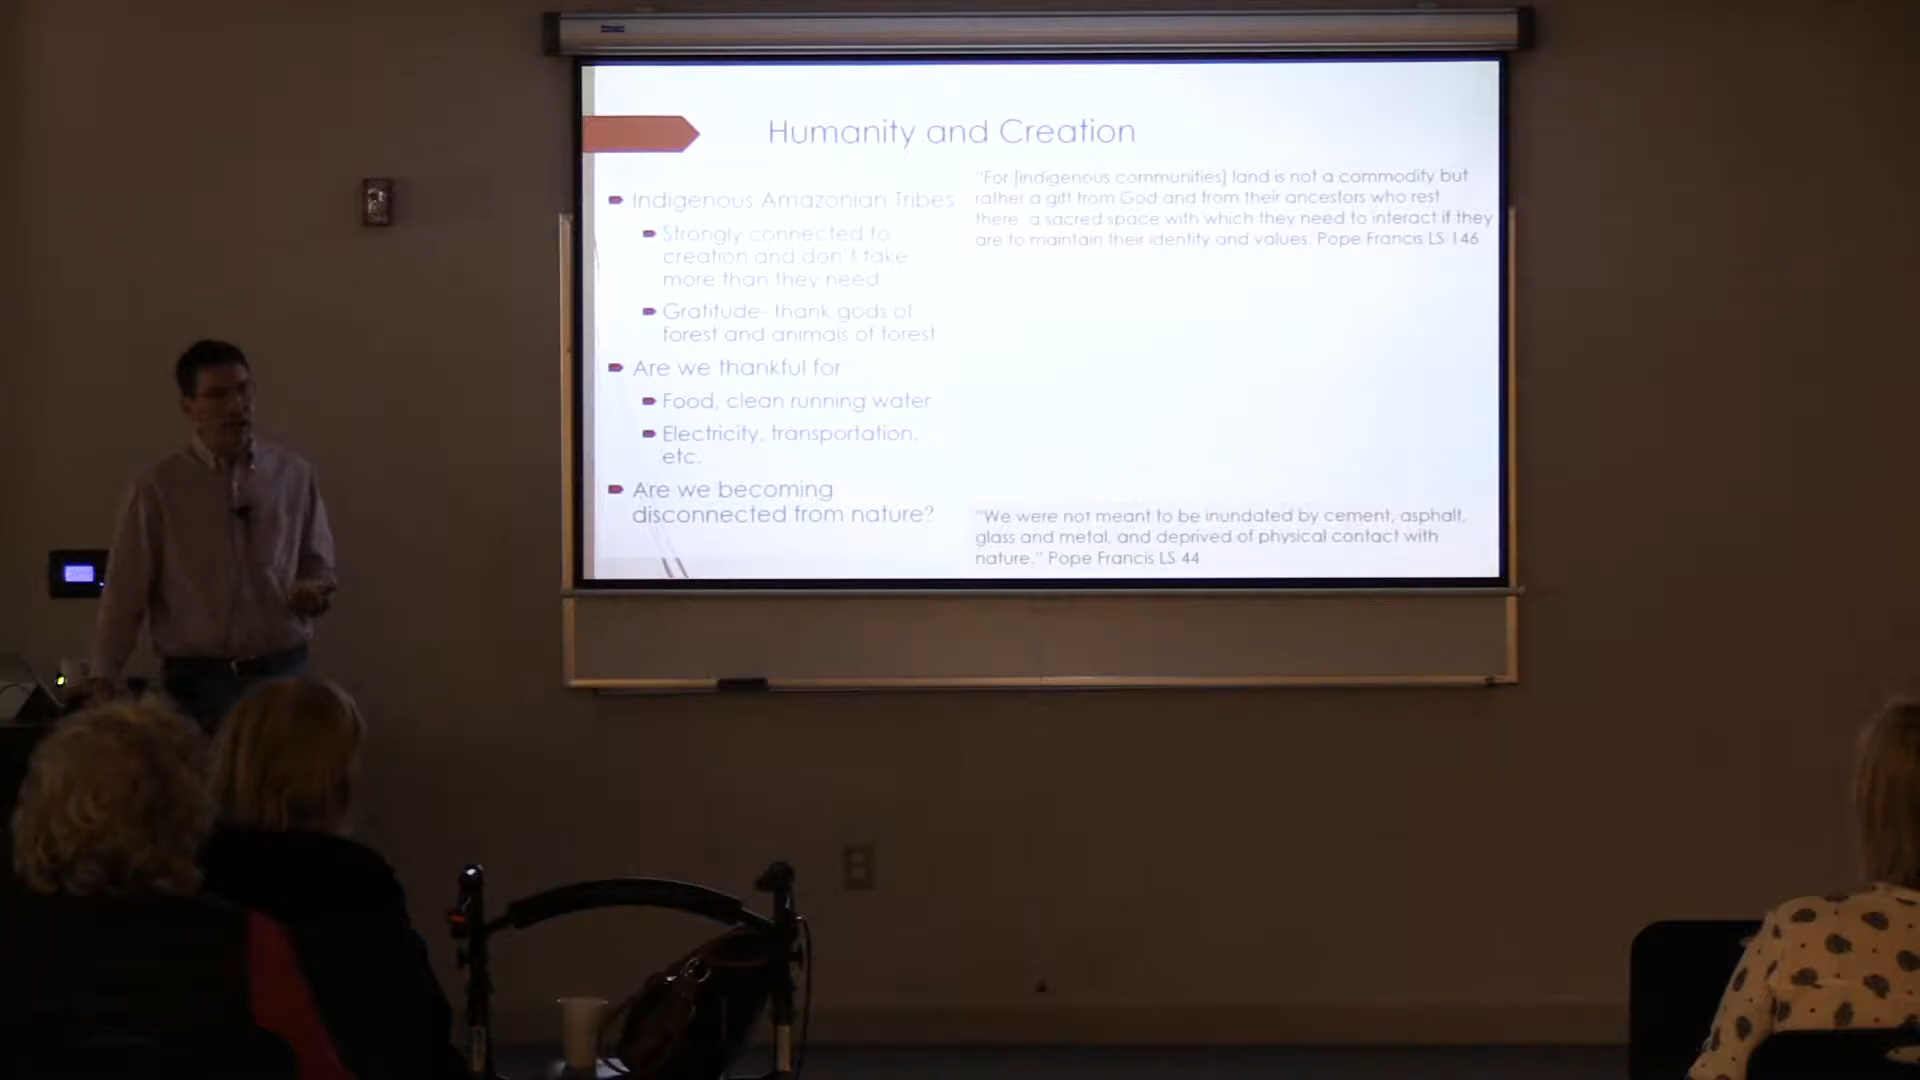 Humanity and Creation
Indigenous Amazonian Tribes
Strongly connected to
creation and don't take
more than they need
Gratitude- thank gods of
forest and animals of forest
Are we thankful for
Food, clean running water
Electricity, transportation,
etc.
Are we becoming
disconnected from nature?
"For [indigenous communities] land is not a commodity but
rather a gift from God and from their ancestors who rest
there, a sacred space with which they need to interact if they
are to maintain their identity and values. Pope Francis LS 146
"We were not meant to be inundated by cement, asphalt,
glass and metal, and deprived of physical contact with
nature." Pope Francis LS 44